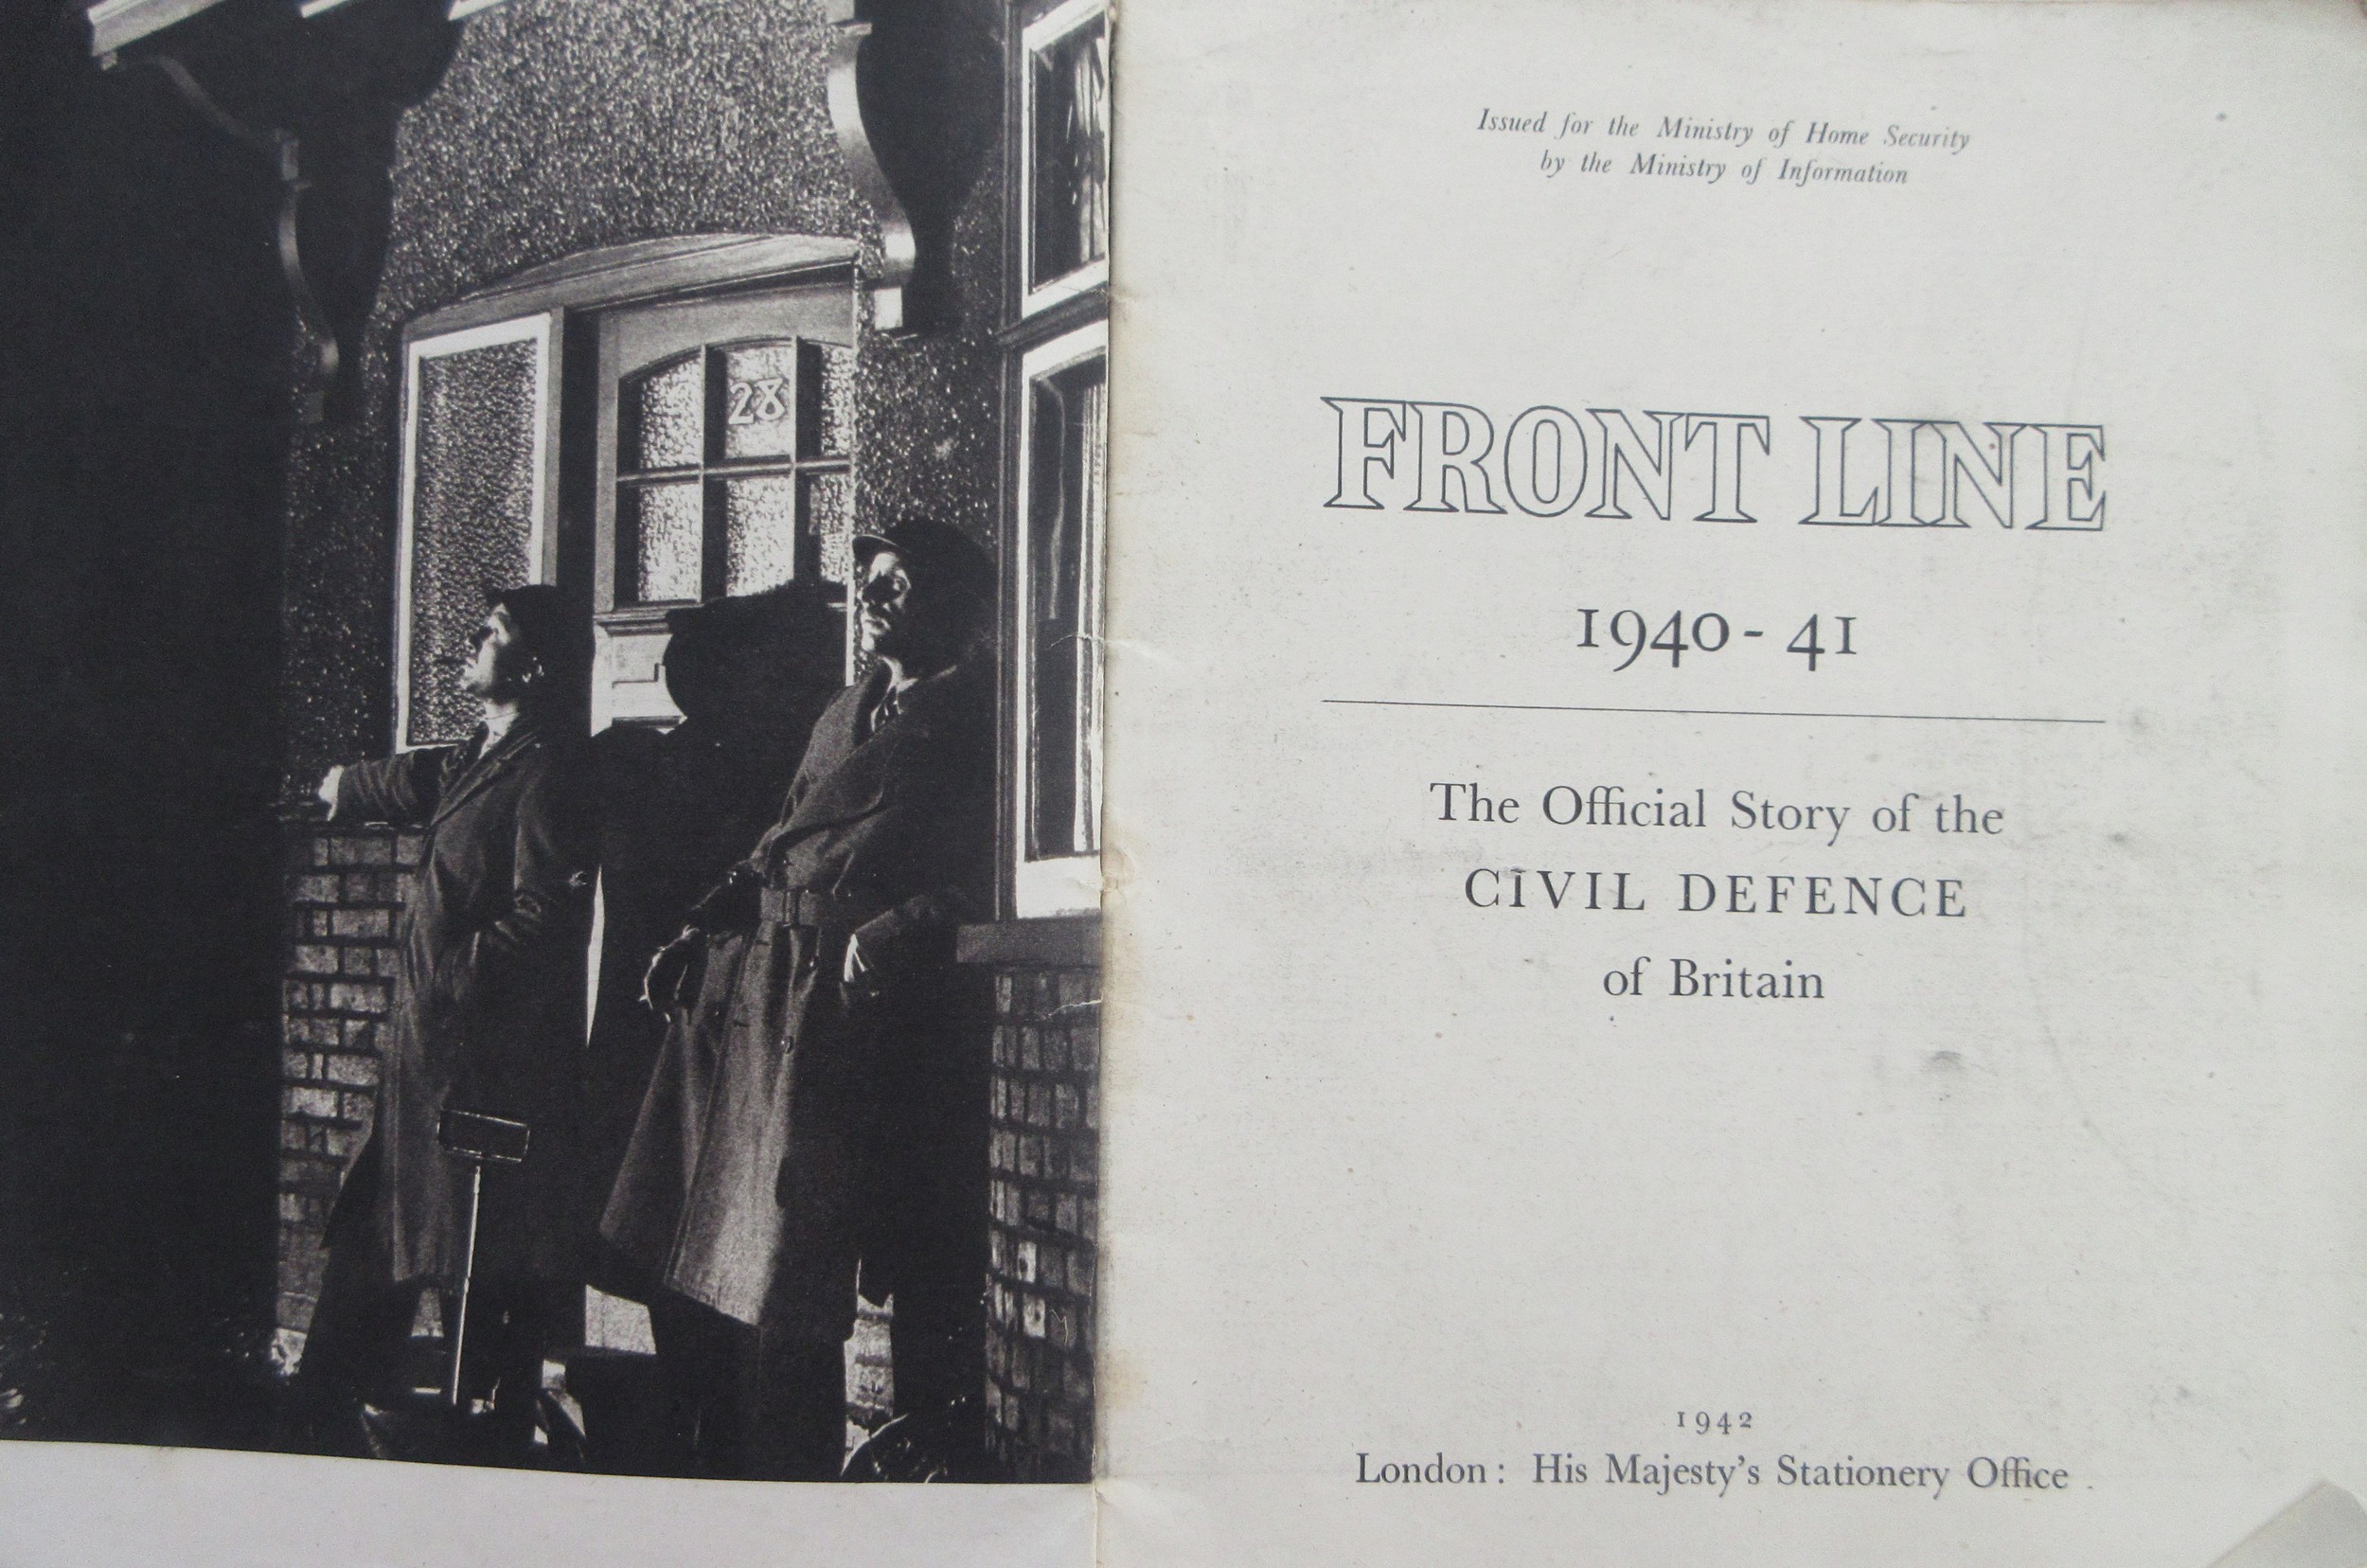 28
Issued for the Ministry of Home Security
by the Ministry of Information
FRONT LINE
1940-41
The Official Story of the
CIVIL DEFENCE
of Britain
1942
London: His Majesty's Stationery Office